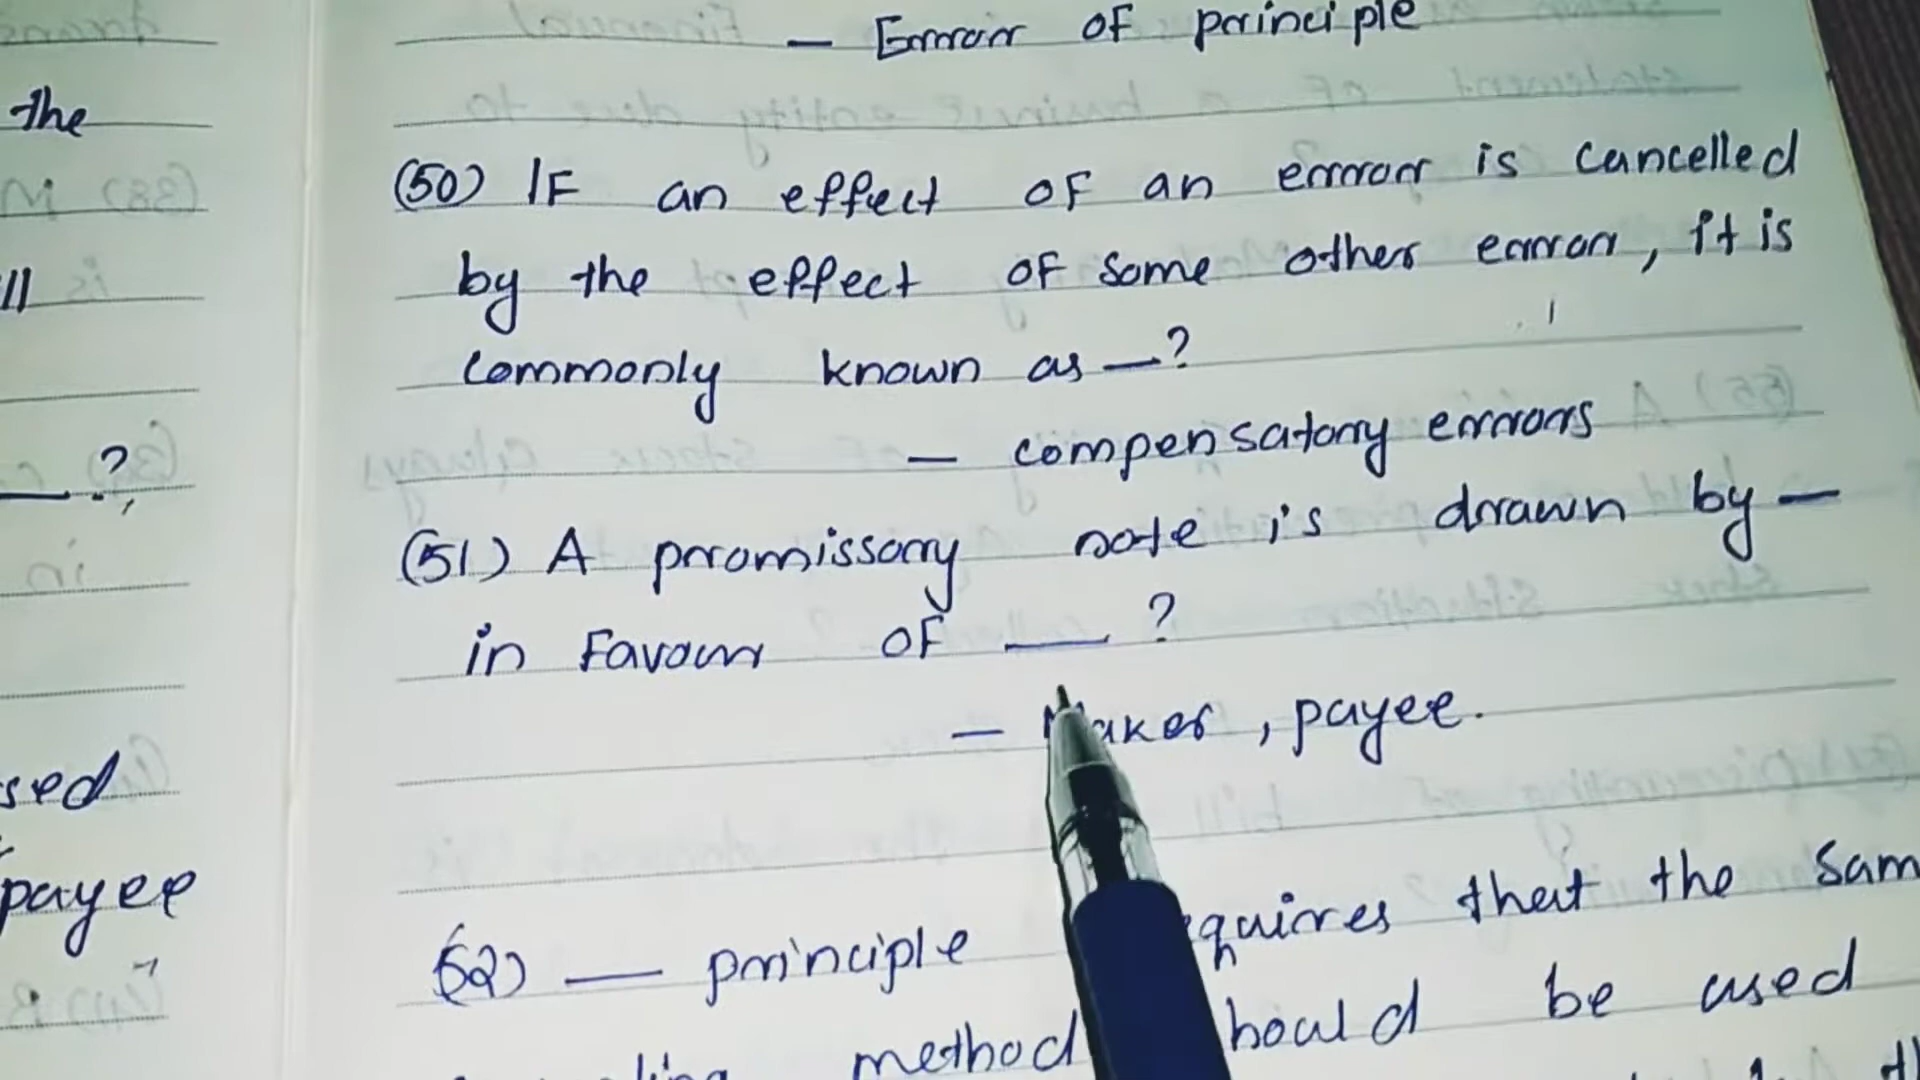 the
ll
— ?
sed
payee
— Error of principle
(50) If an effect of an error is cancelled
by the effect of some other error, it is
commonly known as — ?
— compensatory errors
(51) A promissory note is drawn by —
in favour of — ?
— Maker, payee.
(52) — principle requires that the sam
method should be used